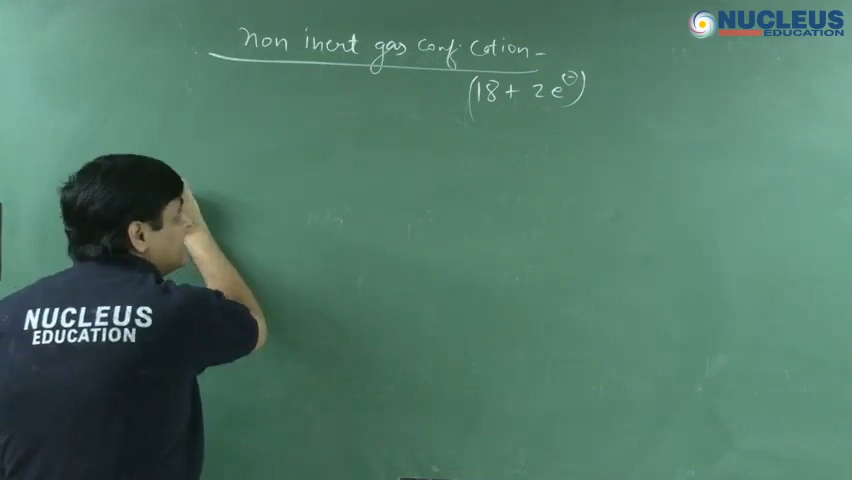 NUCLEUS
EDUCATION
non inert gas conf. cation -
(18 + 2e⊖)
NUCLEUS
EDUCATION